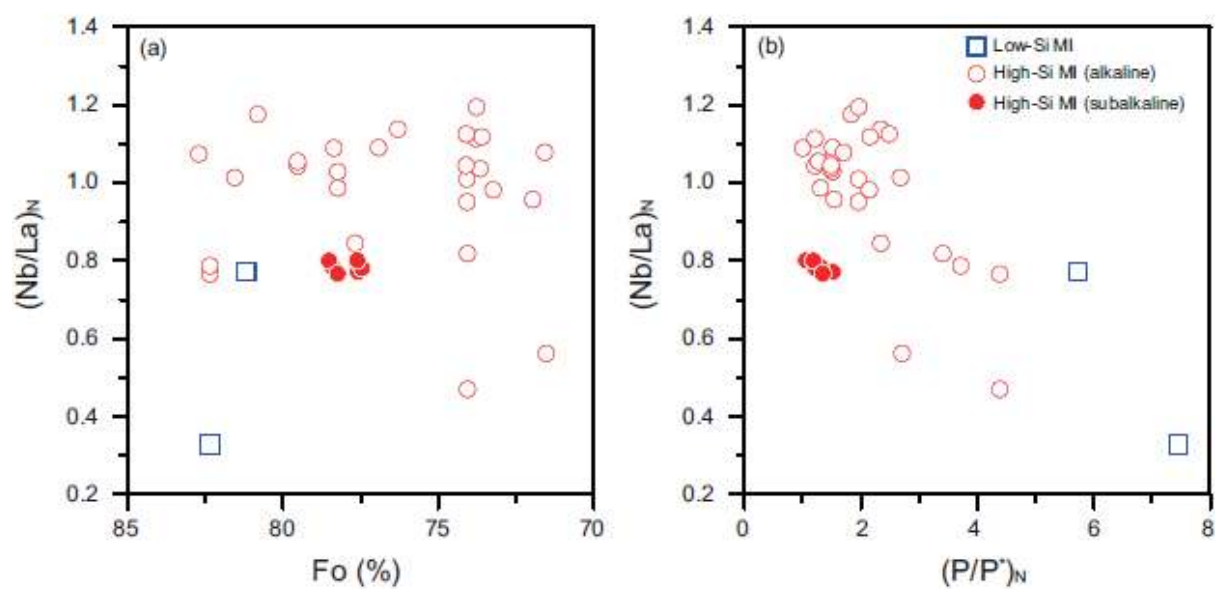 1.4
1.2
1.0
0.8
0.6
0.4
0.2
(Nb/La)N
(a)
85
80
75
70
Fo (%)
1.4
1.2
1.0
0.8
0.6
0.4
0.2
(Nb/La)N
(b)
Low-Si MI
High-Si MI (alkaline)
High-Si MI (subalkaline)
0
2
4
6
8
(P/P*)N